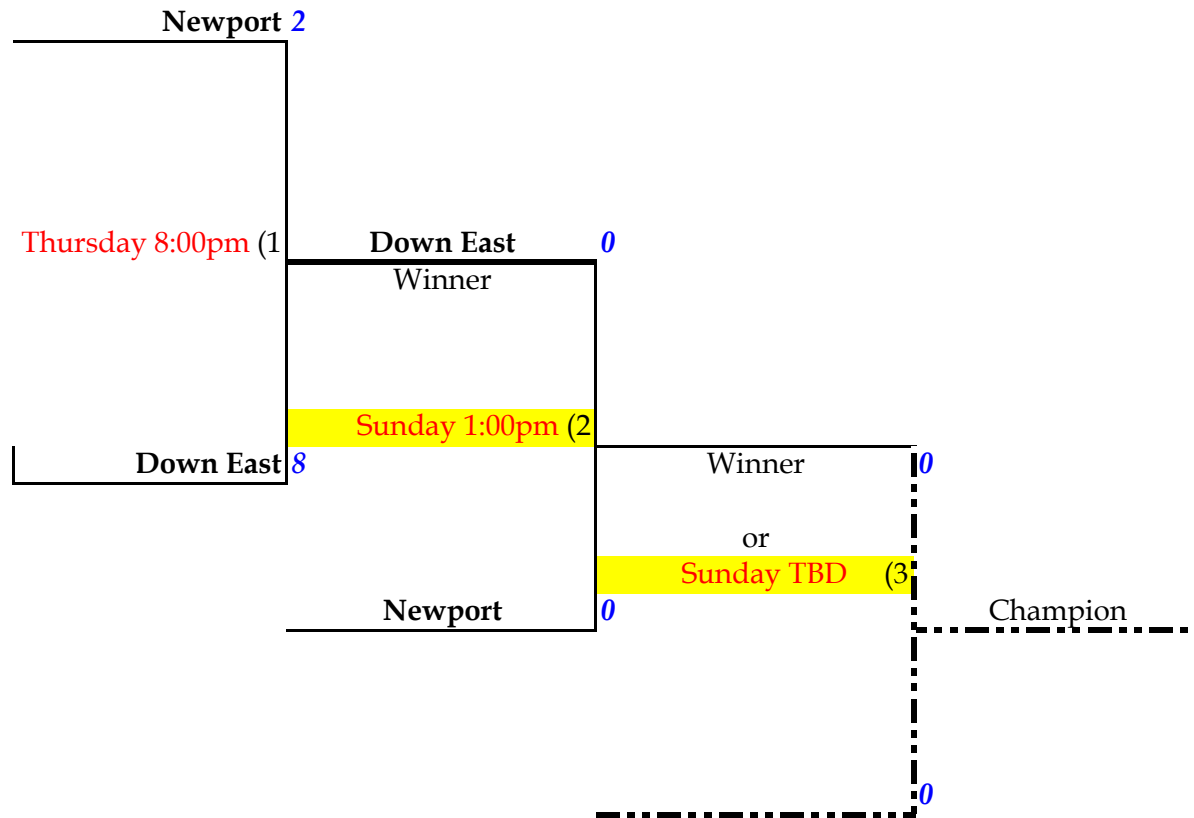 Newport 2
Thursday 8:00pm (1
Down East 0
Winner
Sunday 1:00pm (2
Down East 8
Winner 0
or
Sunday TBD (3
Newport 0
Champion
0